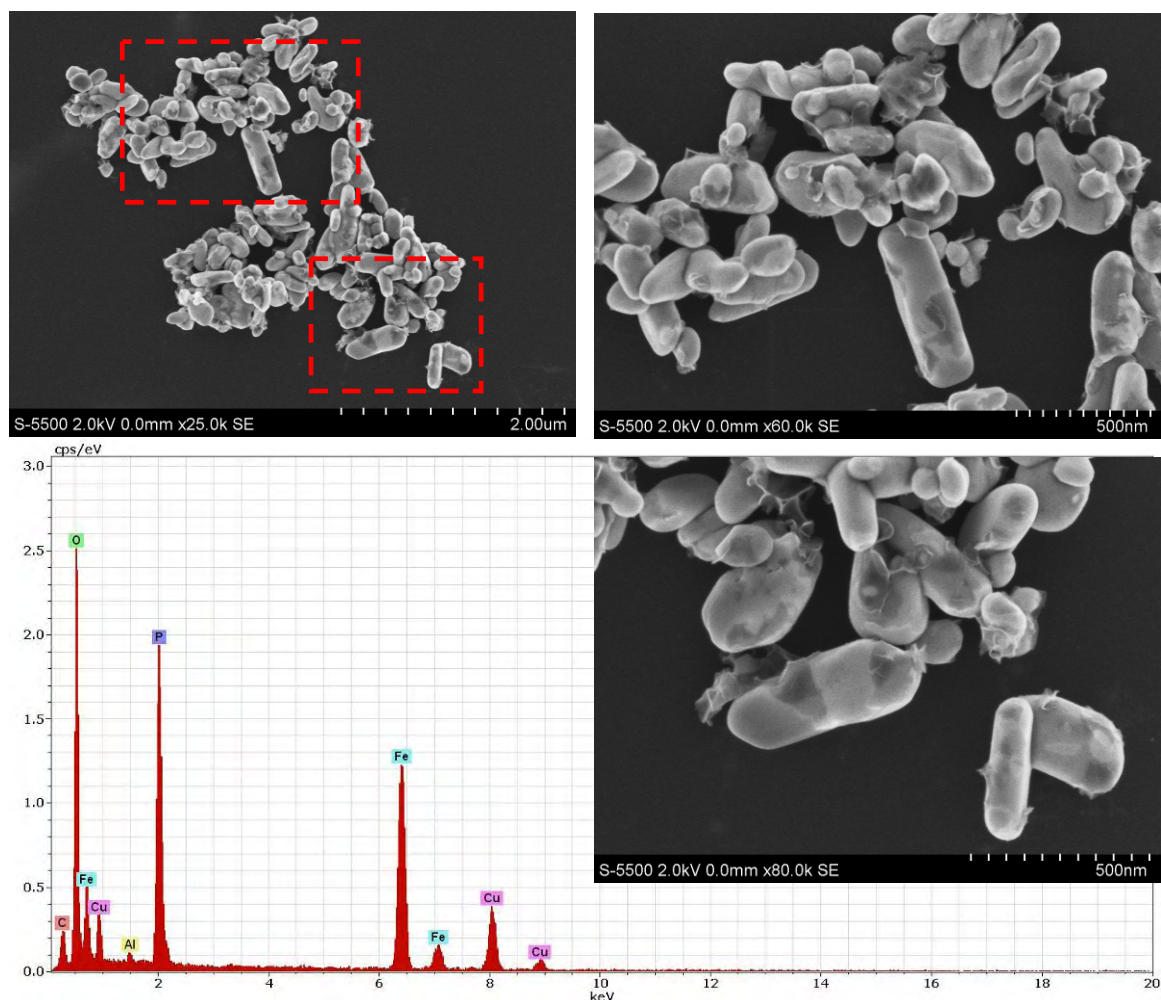 S-5500 2.0kV 0.0mm x25.0k SE 2.00um
S-5500 2.0kV 0.0mm x60.0k SE 500nm
cps/eV
3.0
2.5
2.0
1.5
1.0
0.5
0.0
O
P
Fe
Fe
Cu
C
Al
Cu
Fe
Cu
2 4 6 8 10 12 14 16 18 20
keV
S-5500 2.0kV 0.0mm x80.0k SE 500nm